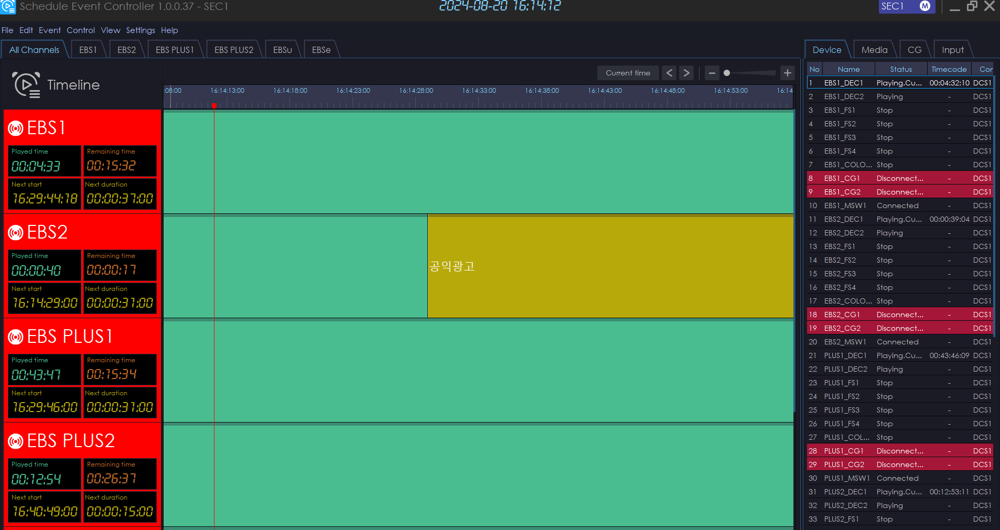 Schedule Event Controller 1.0.0.37 - SEC1
2024-08-20 16:14:12
SEC1 M
File Edit Event Control View Settings Help
All Channels EBS1 EBS2 EBS PLUS1 EBS PLUS2 EBSu EBSe
Timeline
Current time < > − +
:08:00 16:14:13:00 16:14:18:00 16:14:23:00 16:14:28:00 16:14:33:00 16:14:38:00 16:14:43:00 16:14:48:00 16:14:53:00 16:14
EBS1
Played time Remaining time
00:04:33 00:15:32
Next start Next duration
16:29:44:18 00:00:37:00
EBS2
Played time Remaining time
00:00:40 00:00:17
Next start Next duration
16:14:29:00 00:00:31:00
공익광고
EBS PLUS1
Played time Remaining time
00:43:47 00:15:34
Next start Next duration
16:29:46:00 00:00:31:00
EBS PLUS2
Played time Remaining time
00:12:54 00:26:37
Next start Next duration
16:40:49:00 00:00:15:00
Device Media CG Input
No Name Status Timecode Con
1 EBS1_DEC1 Playing.Cu... 00:04:32:10 DCS1
2 EBS1_DEC2 Playing - DCS1
3 EBS1_FS1 Stop - DCS1
4 EBS1_FS2 Stop - DCS1
5 EBS1_FS3 Stop - DCS1
6 EBS1_FS4 Stop - DCS1
7 EBS1_COLO... Stop - DCS1
8 EBS1_CG1 Disconnect... - DCS1
9 EBS1_CG2 Disconnect... - DCS1
10 EBS1_MSW1 Connected - DCS1
11 EBS2_DEC1 Playing.Cu... 00:00:39:04 DCS1
12 EBS2_DEC2 Playing - DCS1
13 EBS2_FS1 Stop - DCS1
14 EBS2_FS2 Stop - DCS1
15 EBS2_FS3 Stop - DCS1
16 EBS2_FS4 Stop - DCS1
17 EBS2_COLO... Stop - DCS1
18 EBS2_CG1 Disconnect... - DCS1
19 EBS2_CG2 Disconnect... - DCS1
20 EBS2_MSW1 Connected - DCS1
21 PLUS1_DEC1 Playing.Cu... 00:43:46:09 DCS1
22 PLUS1_DEC2 Playing - DCS1
23 PLUS1_FS1 Stop - DCS1
24 PLUS1_FS2 Stop - DCS1
25 PLUS1_FS3 Stop - DCS1
26 PLUS1_FS4 Stop - DCS1
27 PLUS1_COL... Stop - DCS1
28 PLUS1_CG1 Disconnect... - DCS1
29 PLUS1_CG2 Disconnect... - DCS1
30 PLUS1_MSW1 Connected - DCS1
31 PLUS2_DEC1 Playing.Cu... 00:12:53:11 DCS1
32 PLUS2_DEC2 Playing - DCS1
33 PLUS2_FS1 Stop - DCS1